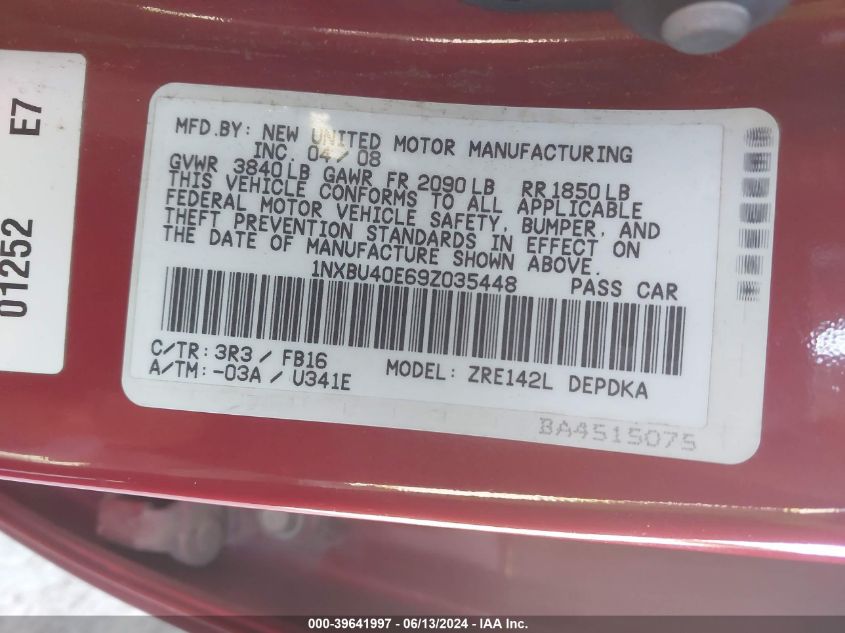 01252 E7
MFD.BY: NEW UNITED MOTOR MANUFACTURING
INC. 04/08
GVWR 3840LB GAWR FR 2090LB RR 1850LB
THIS VEHICLE CONFORMS TO ALL APPLICABLE
FEDERAL MOTOR VEHICLE SAFETY, BUMPER, AND
THEFT PREVENTION STANDARDS IN EFFECT ON
THE DATE OF MANUFACTURE SHOWN ABOVE.
1NXBU40E69Z035448 PASS CAR
C/TR: 3R3 / FB16
A/TM: -03A / U341E
MODEL: ZRE142L DEPDKA
BA4515075
000-39641997 - 06/13/2024 - IAA Inc.